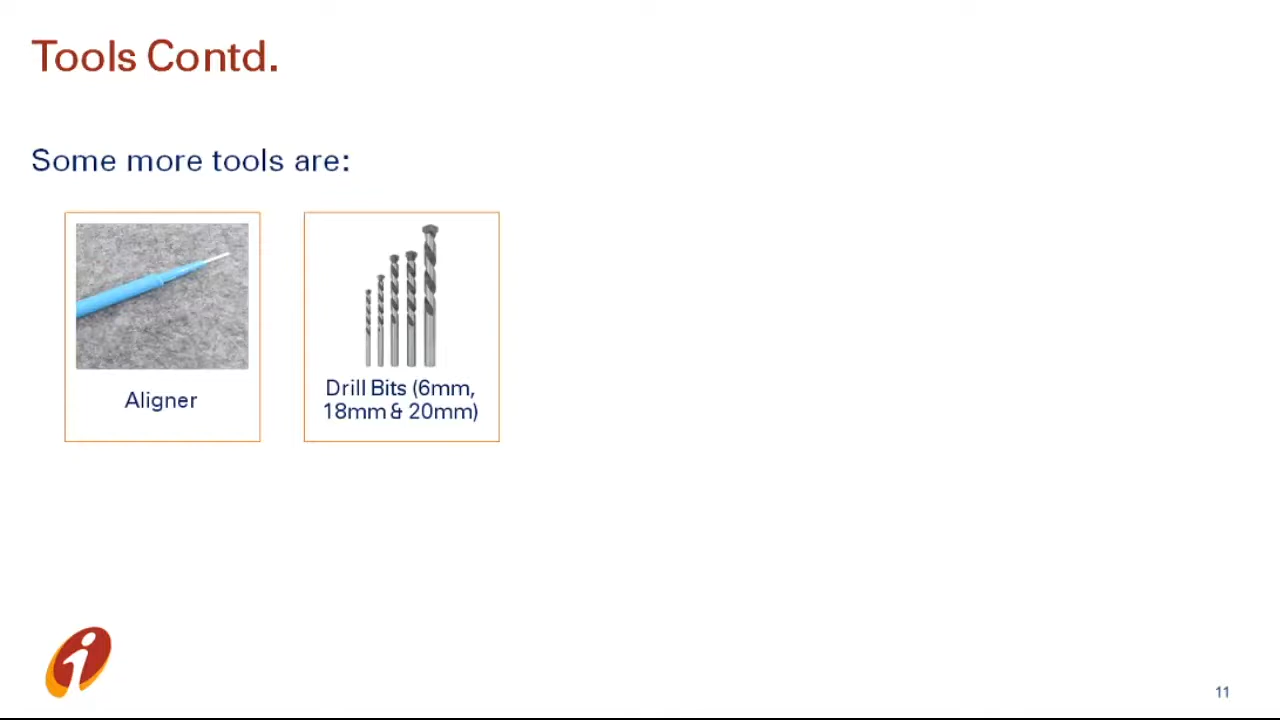 Tools Contd.
Some more tools are:
Aligner
Drill Bits (6mm,
18mm & 20mm)
11